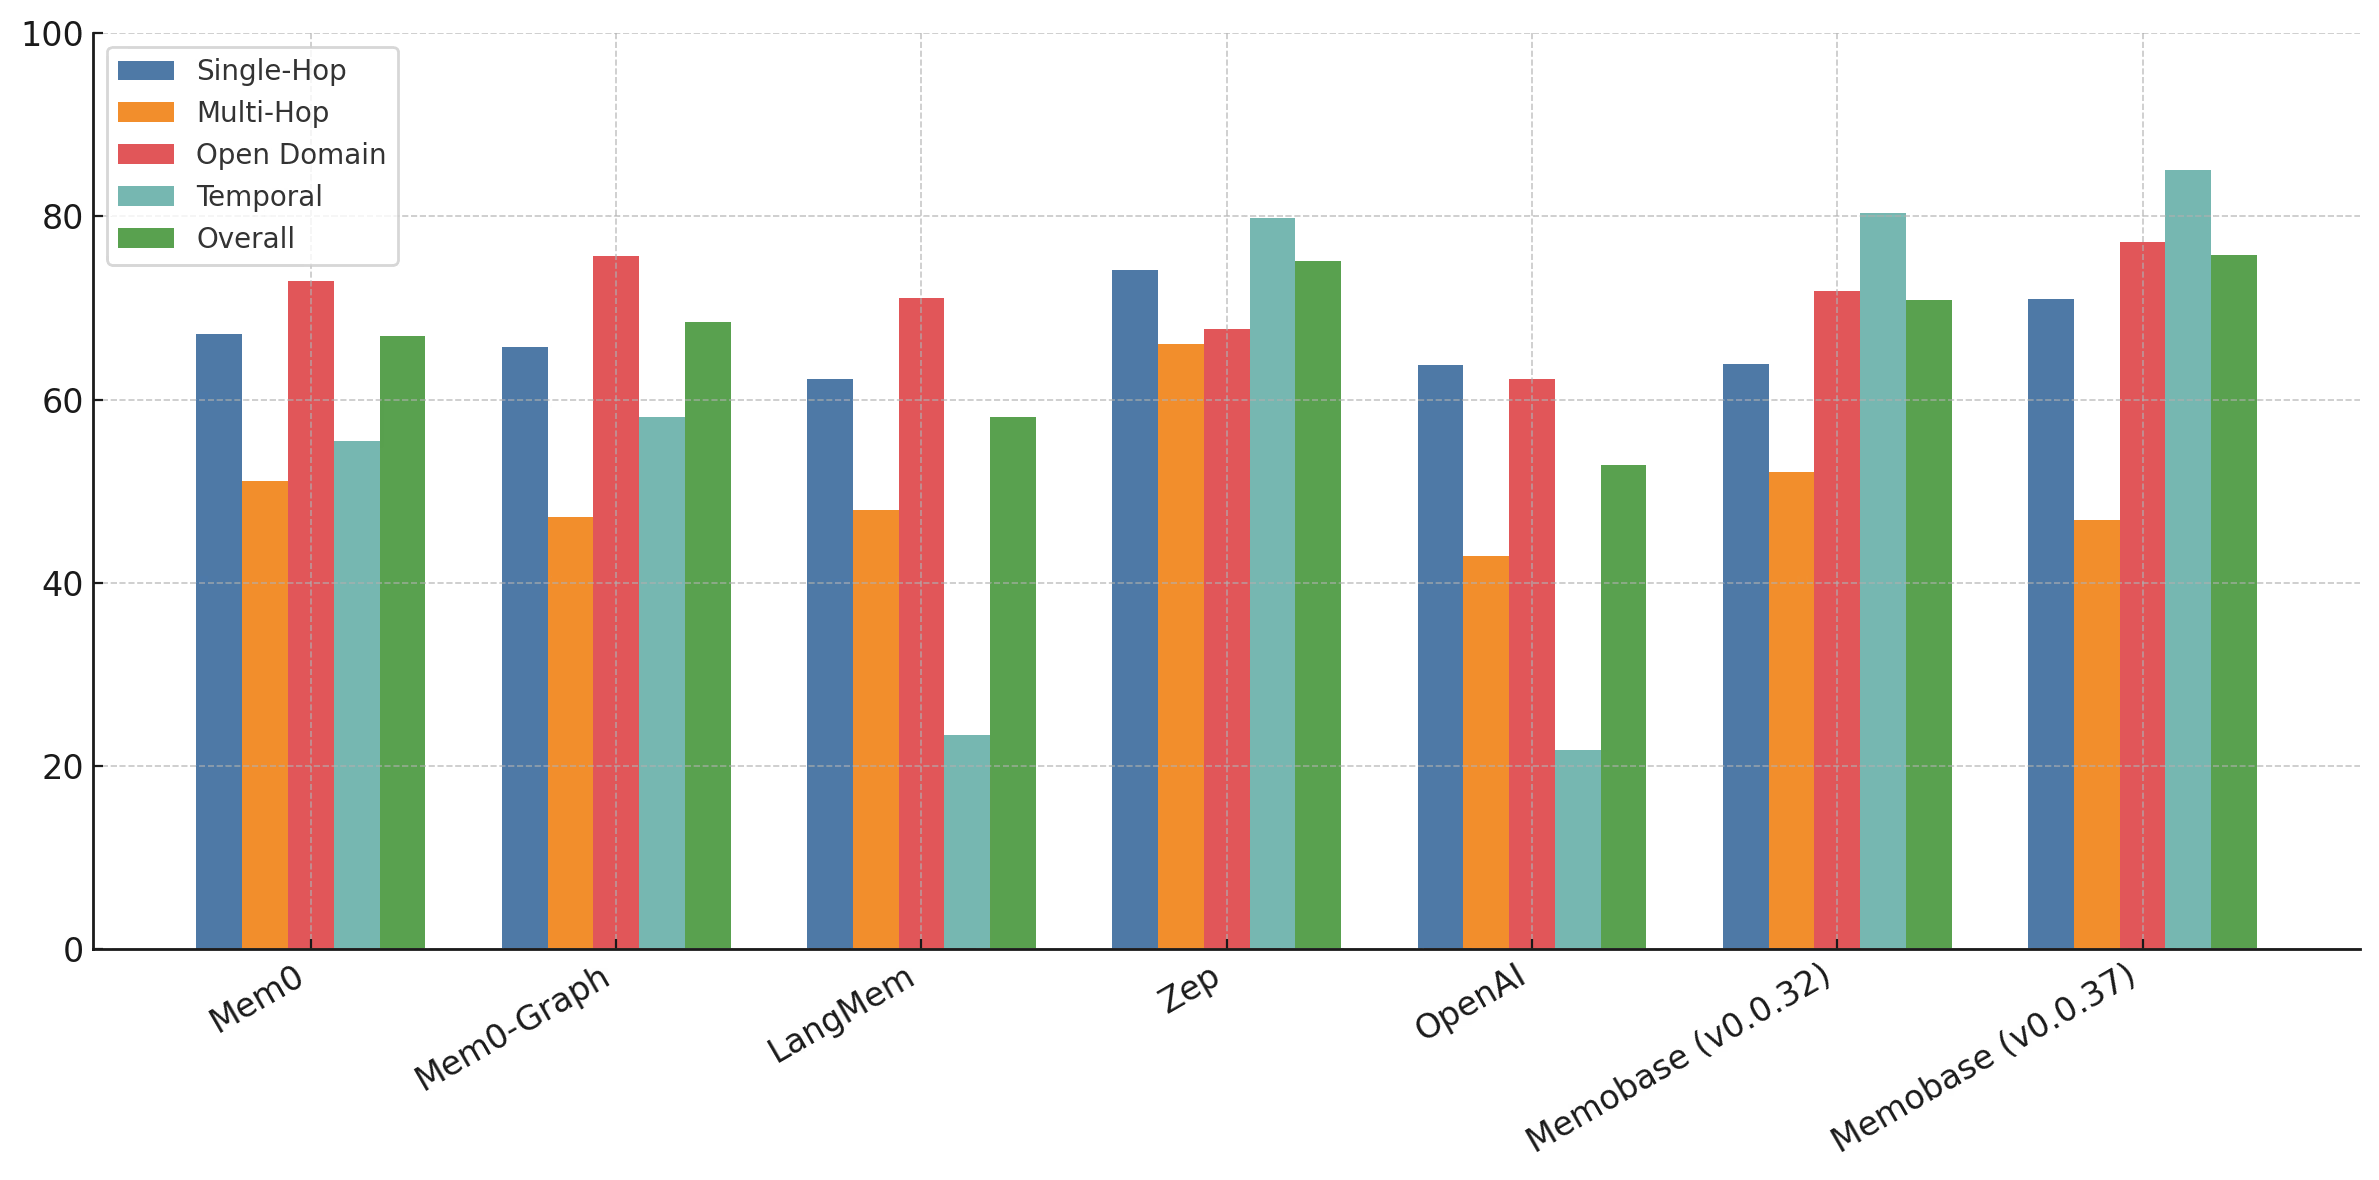 100
80
60
40
20
0
Single-Hop
Multi-Hop
Open Domain
Temporal
Overall
Mem0
Mem0-Graph
LangMem
Zep
OpenAI
Memobase (v0.0.32)
Memobase (v0.0.37)